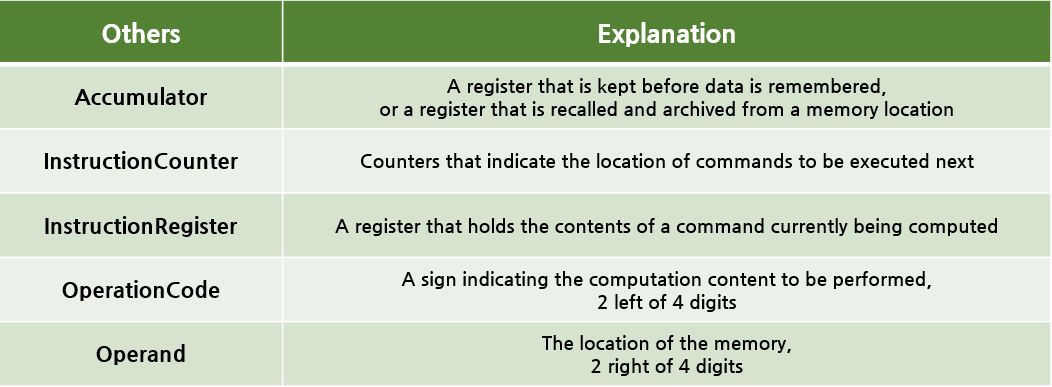 Others
Explanation
Accumulator
A register that is kept before data is remembered,
or a register that is recalled and archived from a memory location
InstructionCounter
Counters that indicate the location of commands to be executed next
InstructionRegister
A register that holds the contents of a command currently being computed
OperationCode
A sign indicating the computation content to be performed,
2 left of 4 digits
Operand
The location of the memory,
2 right of 4 digits